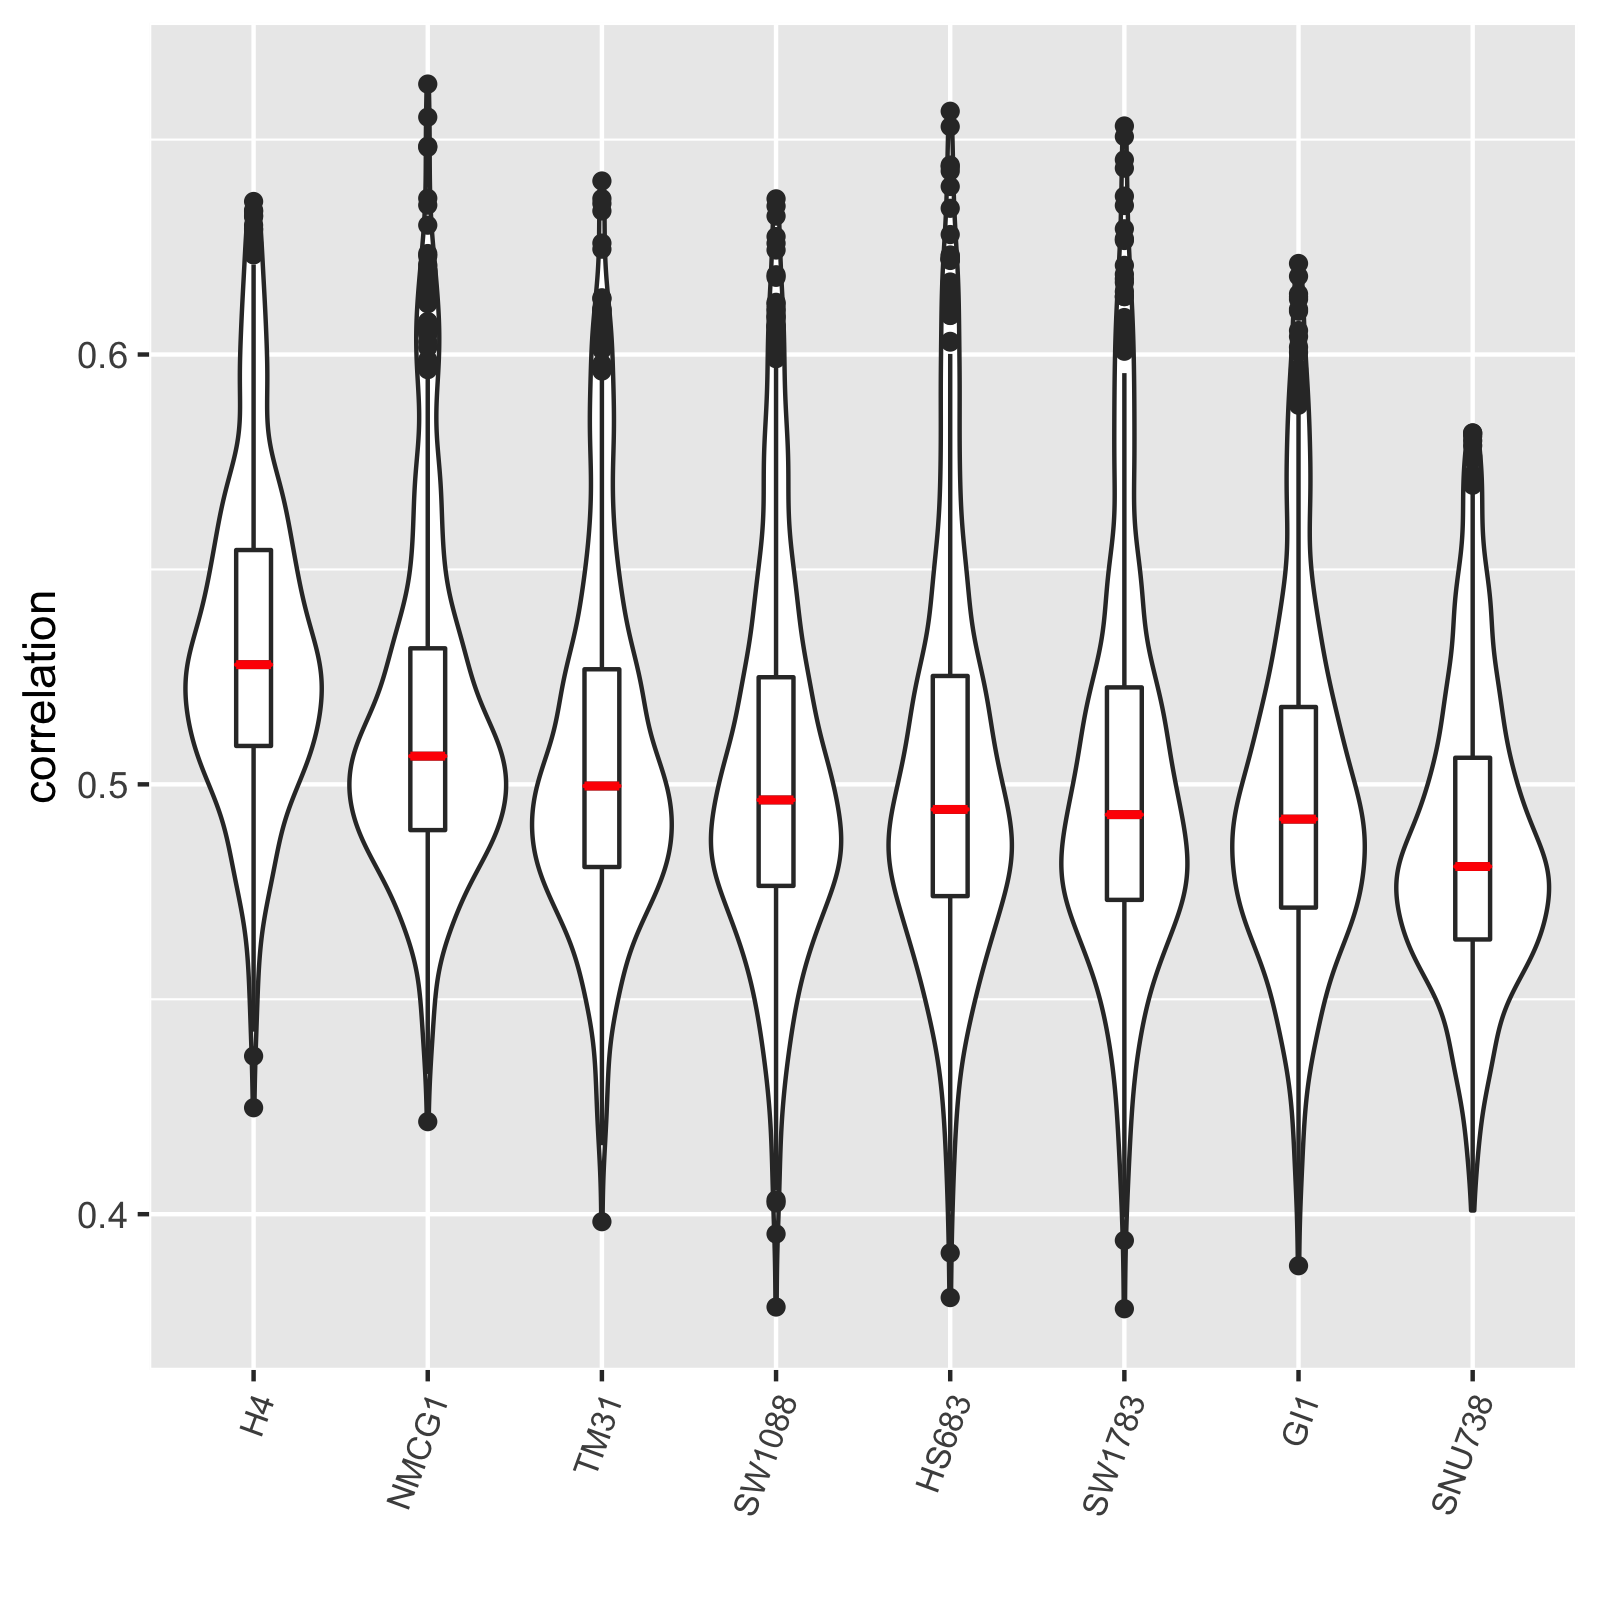 correlation
0.6
0.5
0.4
H4
NMCG1
TM31
SW1088
HS683
SW1783
GI1
SNU738